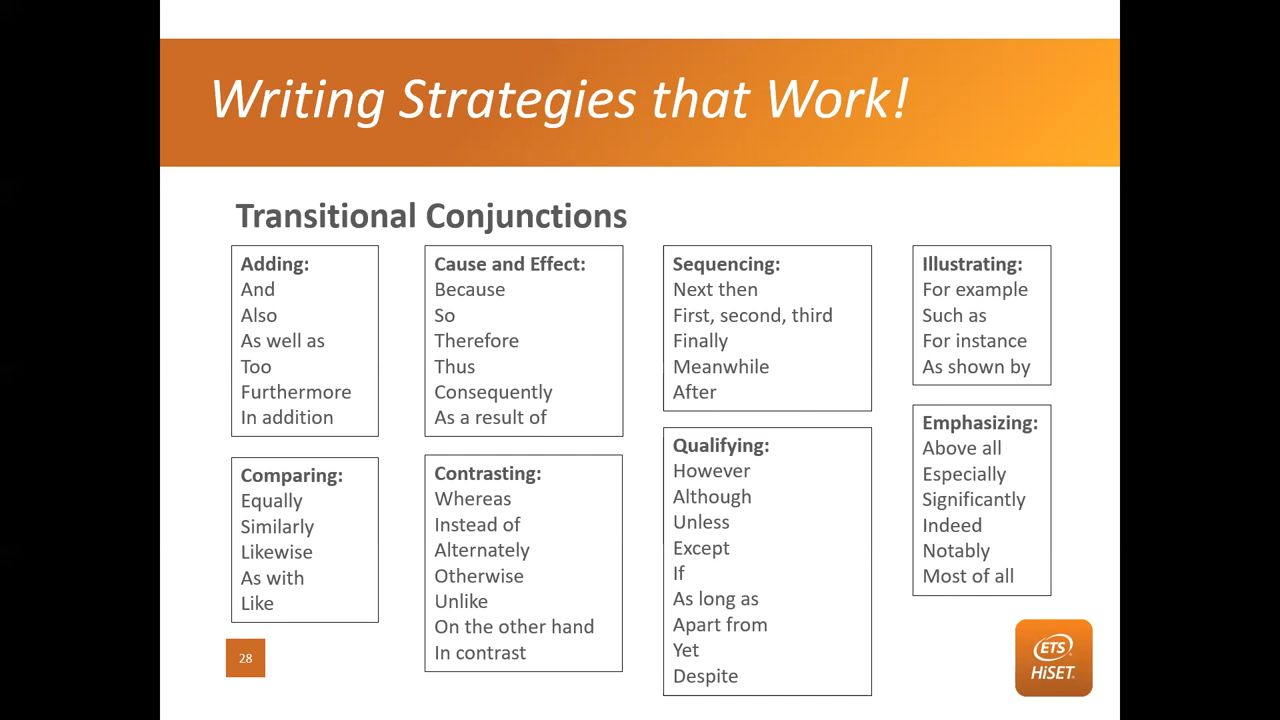 Writing Strategies that Work!
Transitional Conjunctions
Adding:
And
Also
As well as
Too
Furthermore
In addition
Comparing:
Equally
Similarly
Likewise
As with
Like
Cause and Effect:
Because
So
Therefore
Thus
Consequently
As a result of
Contrasting:
Whereas
Instead of
Alternately
Otherwise
Unlike
On the other hand
In contrast
Sequencing:
Next then
First, second, third
Finally
Meanwhile
After
Qualifying:
However
Although
Unless
Except
If
As long as
Apart from
Yet
Despite
Illustrating:
For example
Such as
For instance
As shown by
Emphasizing:
Above all
Especially
Significantly
Indeed
Notably
Most of all
28
ETS
HiSET